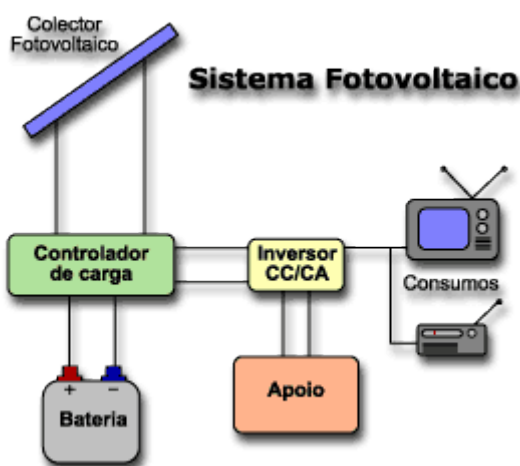 Colector
Fotovoltaico
Sistema Fotovoltaico
Controlador
de carga
Inversor
CC/CA
Consumos
+ −
Bateria
Apoio